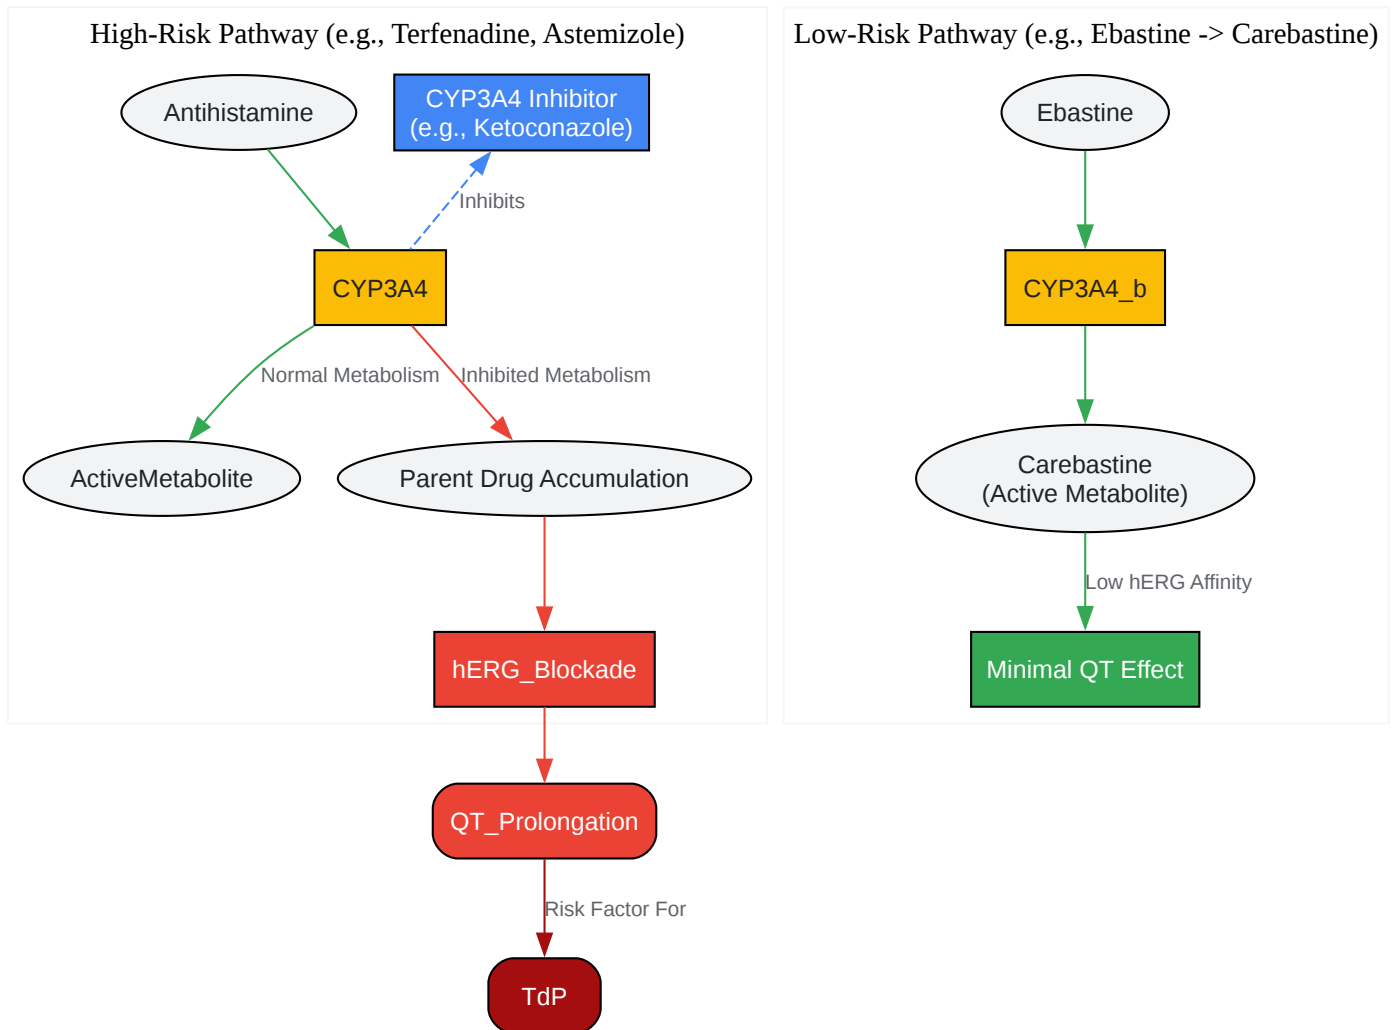 High-Risk Pathway (e.g., Terfenadine, Astemizole)
Antihistamine
CYP3A4 Inhibitor
(e.g., Ketoconazole)
Inhibits
CYP3A4
Normal Metabolism
Inhibited Metabolism
ActiveMetabolite
Parent Drug Accumulation
hERG_Blockade
QT_Prolongation
Risk Factor For
TdP
Low-Risk Pathway (e.g., Ebastine -> Carebastine)
Ebastine
CYP3A4_b
Carebastine
(Active Metabolite)
Low hERG Affinity
Minimal QT Effect